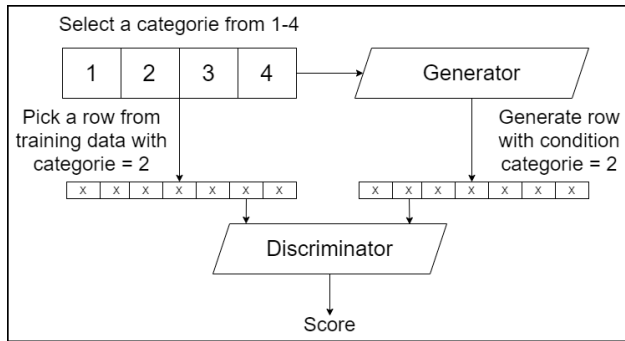 Select a categorie from 1-4
1 2 3 4
Generator
Pick a row from
training data with
categorie = 2
Generate row
with condition
categorie = 2
x x x x x x x
x x x x x x x
Discriminator
Score